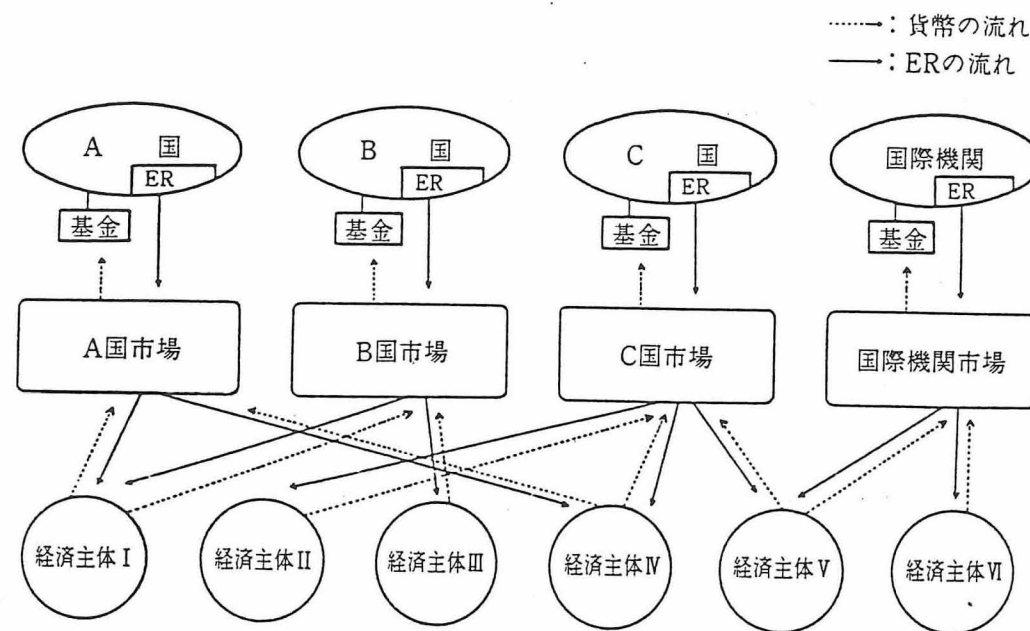 ：貨幣の流れ
：ERの流れ
A 国
ER
基金
B 国
ER
基金
C 国
ER
基金
国際機関
ER
基金
A国市場
B国市場
C国市場
国際機関市場
経済主体Ⅰ
経済主体Ⅱ
経済主体Ⅲ
経済主体Ⅳ
経済主体Ⅴ
経済主体Ⅵ